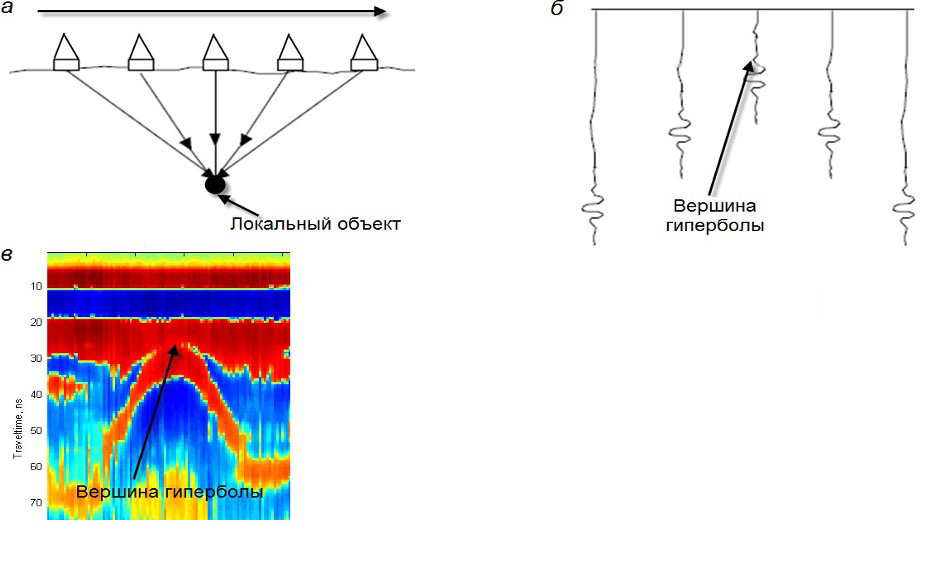 а
Локальный объект
б
Вершина
гиперболы
в
10
20
30
40
50
60
70
Traveltime, ns
Вершина гиперболы